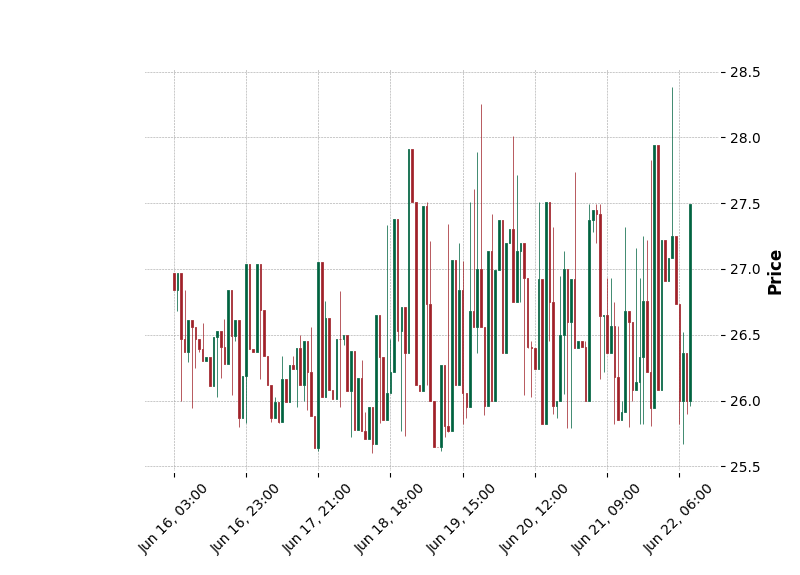 28.5
28.0
27.5
27.0
26.5
26.0
25.5
Price
Jun 16, 03:00
Jun 16, 23:00
Jun 17, 21:00
Jun 18, 18:00
Jun 19, 15:00
Jun 20, 12:00
Jun 21, 09:00
Jun 22, 06:00